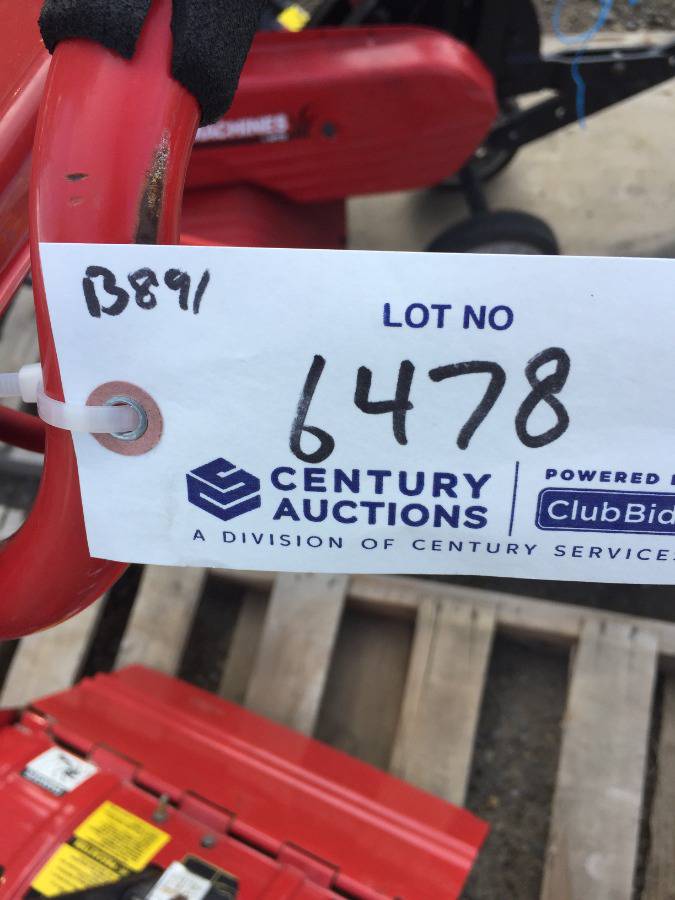 MACHINES
B891
LOT NO
6478
CENTURY
AUCTIONS
A DIVISION OF CENTURY SERVICES
POWERED
ClubBid